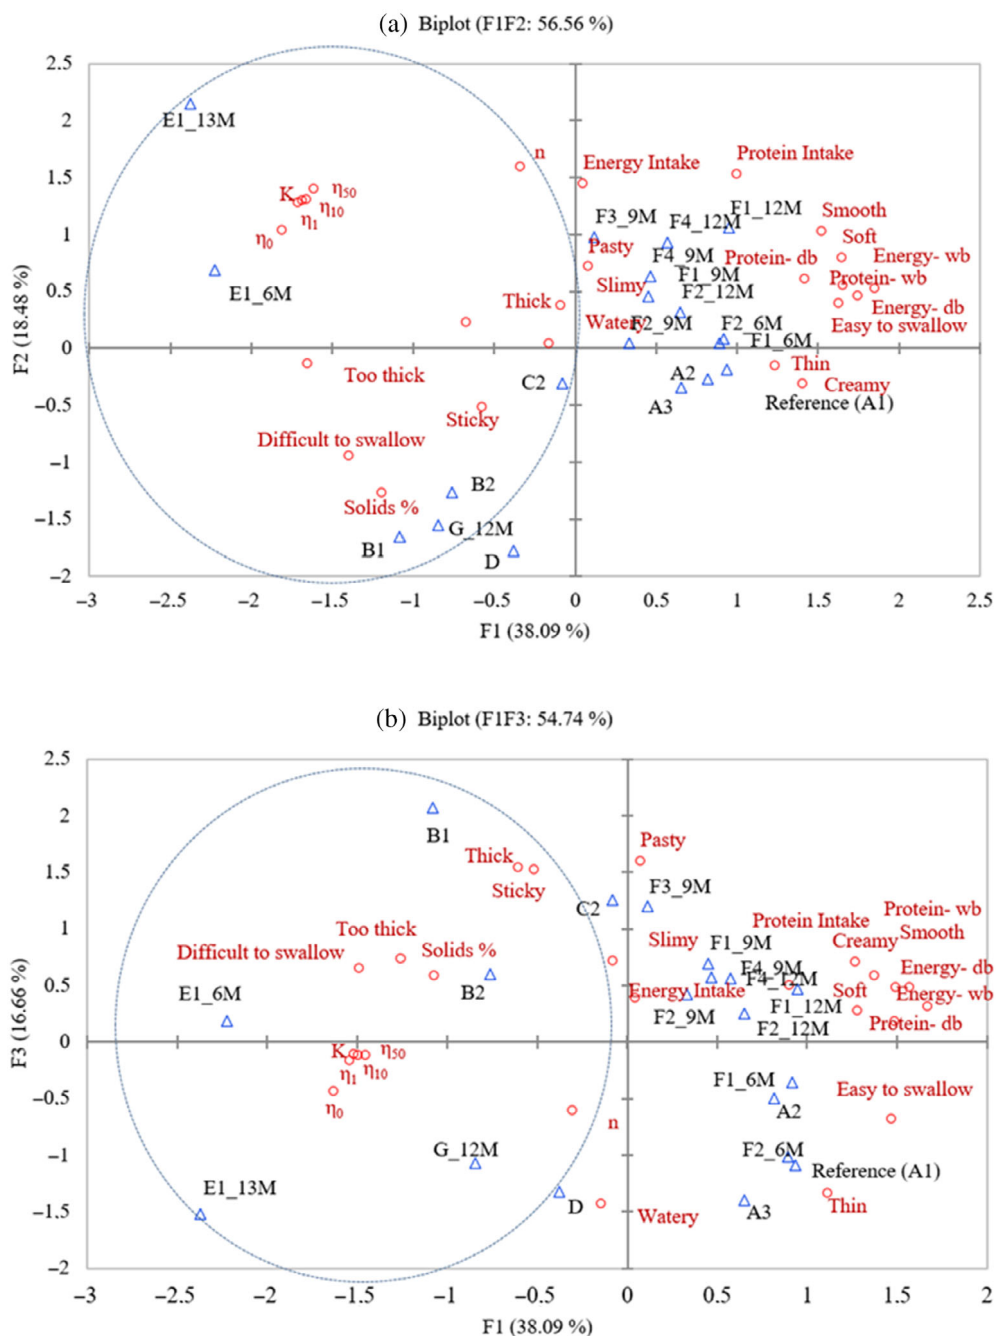 (a) Biplot (F1F2: 56.56 %)
F2 (18.48 %)
2.5
2
1.5
1
0.5
0
−0.5
−1
−1.5
−2
E1_13M
n
Energy Intake
Protein Intake
K
η50
η10
η1
η0
F3_9M
F4_12M
F1_12M
Smooth
Soft
Pasty
F4_9M
Protein- db
Energy- wb
E1_6M
Slimy
F1_9M
Protein- wb
Thick
F2_12M
Energy- db
Watery
F2_9M
F2_6M
Easy to swallow
F1_6M
Too thick
C2
A2
Thin
Creamy
A3
Reference (A1)
Sticky
Difficult to swallow
B2
Solids %
G_12M
B1
D
−3
−2.5
−2
−1.5
−1
−0.5
0
0.5
1
1.5
2
2.5
F1 (38.09 %)
(b) Biplot (F1F3: 54.74 %)
F3 (16.66 %)
2.5
2
1.5
1
0.5
0
−0.5
−1
−1.5
−2
B1
Thick
Pasty
Sticky
F3_9M
C2
Protein- wb
Too thick
Protein Intake
Smooth
Difficult to swallow
Solids %
Slimy
F1_9M
Creamy
E1_6M
B2
F4_9M
Energy- db
F4_12M
Energy Intake
Soft
Energy- wb
F1_12M
F2_9M
F2_12M
Protein- db
K
η50
η1
η10
η0
F1_6M
Easy to swallow
A2
n
G_12M
F2_6M
Reference (A1)
E1_13M
D
Watery
A3
Thin
−3
−2.5
−2
−1.5
−1
−0.5
0
0.5
1
1.5
2
F1 (38.09 %)